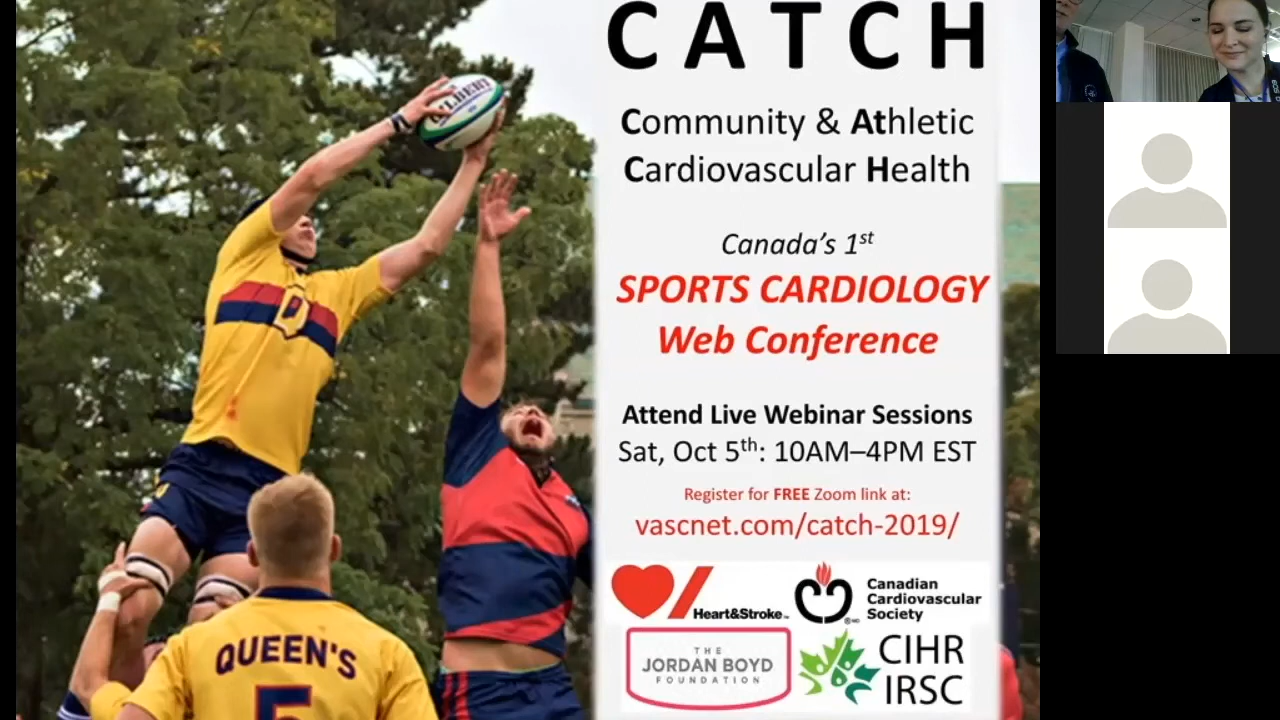 CATCH
Community & Athletic
Cardiovascular Health
Canada's 1st
SPORTS CARDIOLOGY
Web Conference
Attend Live Webinar Sessions
Sat, Oct 5th: 10AM–4PM EST
Register for FREE Zoom link at:
vascnet.com/catch-2019/
Heart&Stroke™
Canadian
Cardiovascular
Society
THE
JORDAN BOYD
FOUNDATION
CIHR
IRSC
GILBERT
Q
QUEEN'S
5